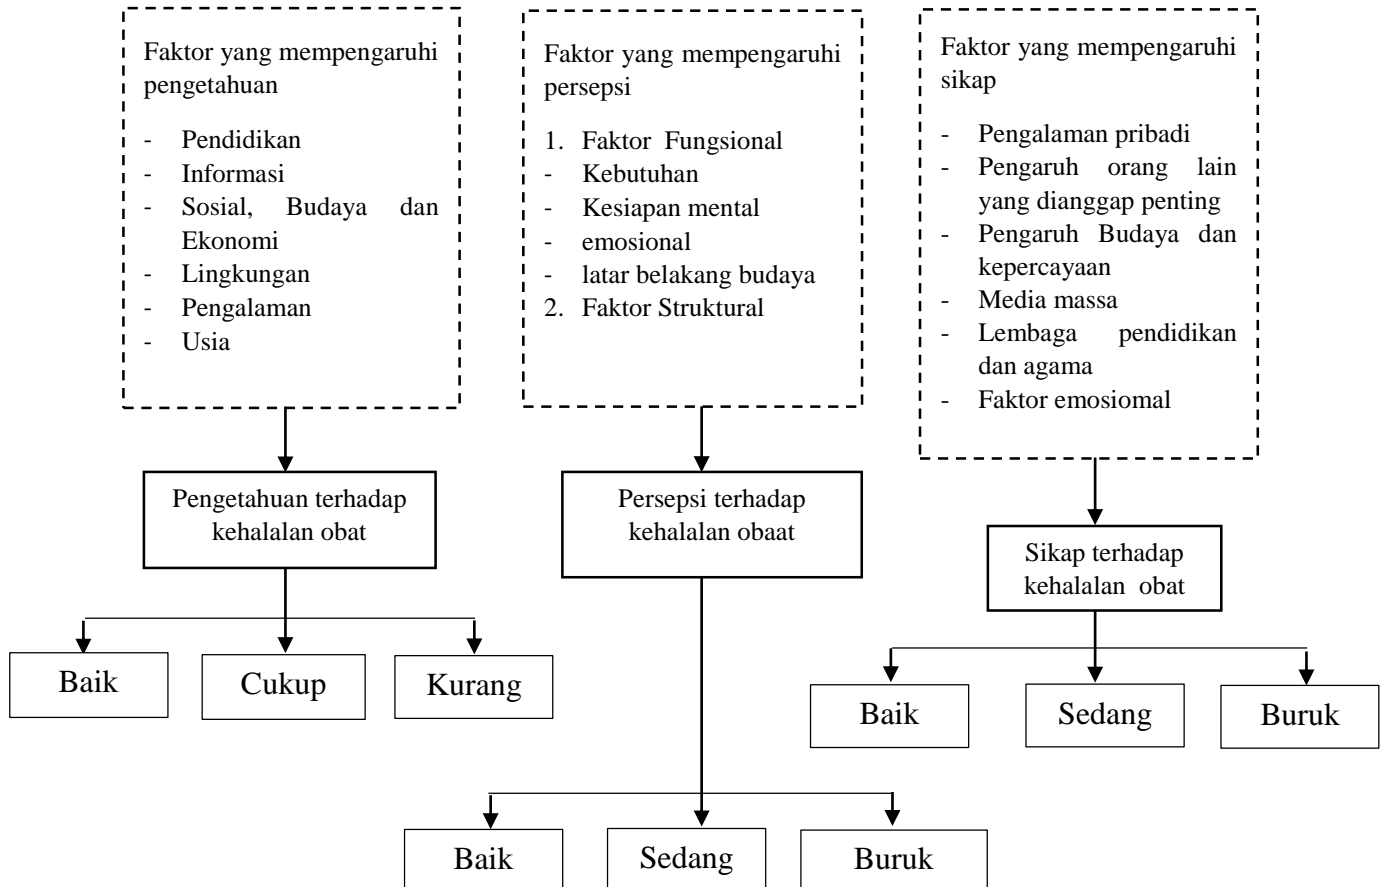 Faktor yang mempengaruhi
pengetahuan
- Pendidikan
- Informasi
- Sosial, Budaya dan
Ekonomi
- Lingkungan
- Pengalaman
- Usia
Faktor yang mempengaruhi
persepsi
1. Faktor Fungsional
- Kebutuhan
- Kesiapan mental
- emosional
- latar belakang budaya
2. Faktor Struktural
Faktor yang mempengaruhi
sikap
- Pengalaman pribadi
- Pengaruh orang lain
yang dianggap penting
- Pengaruh Budaya dan
kepercayaan
- Media massa
- Lembaga pendidikan
dan agama
- Faktor emosiomal
Pengetahuan terhadap
kehalalan obat
Persepsi terhadap
kehalalan obaat
Sikap terhadap
kehalalan obat
Baik
Cukup
Kurang
Baik
Sedang
Buruk
Baik
Sedang
Buruk